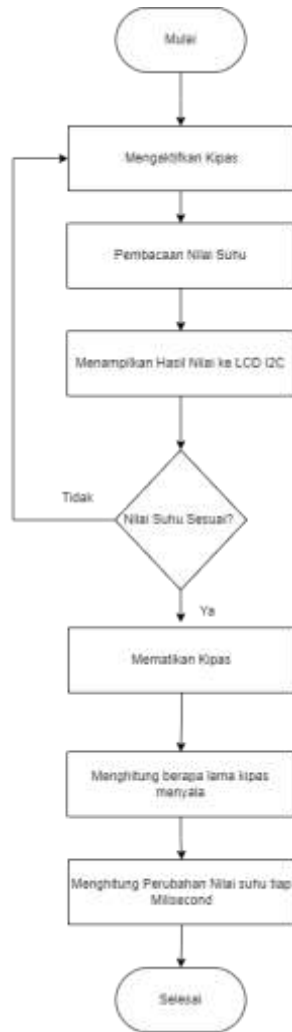 Mulai
Mengaktifkan Kipas
Pembacaan Nilai Suhu
Menampilkan Hasil Nilai ke LCD I2C
Nilai Suhu Sesuai?
Tidak
Ya
Mematikan Kipas
Menghitung berapa lama kipas
menyala
Menghitung Perubahan Nilai suhu tiap
Milisecond
Selesai